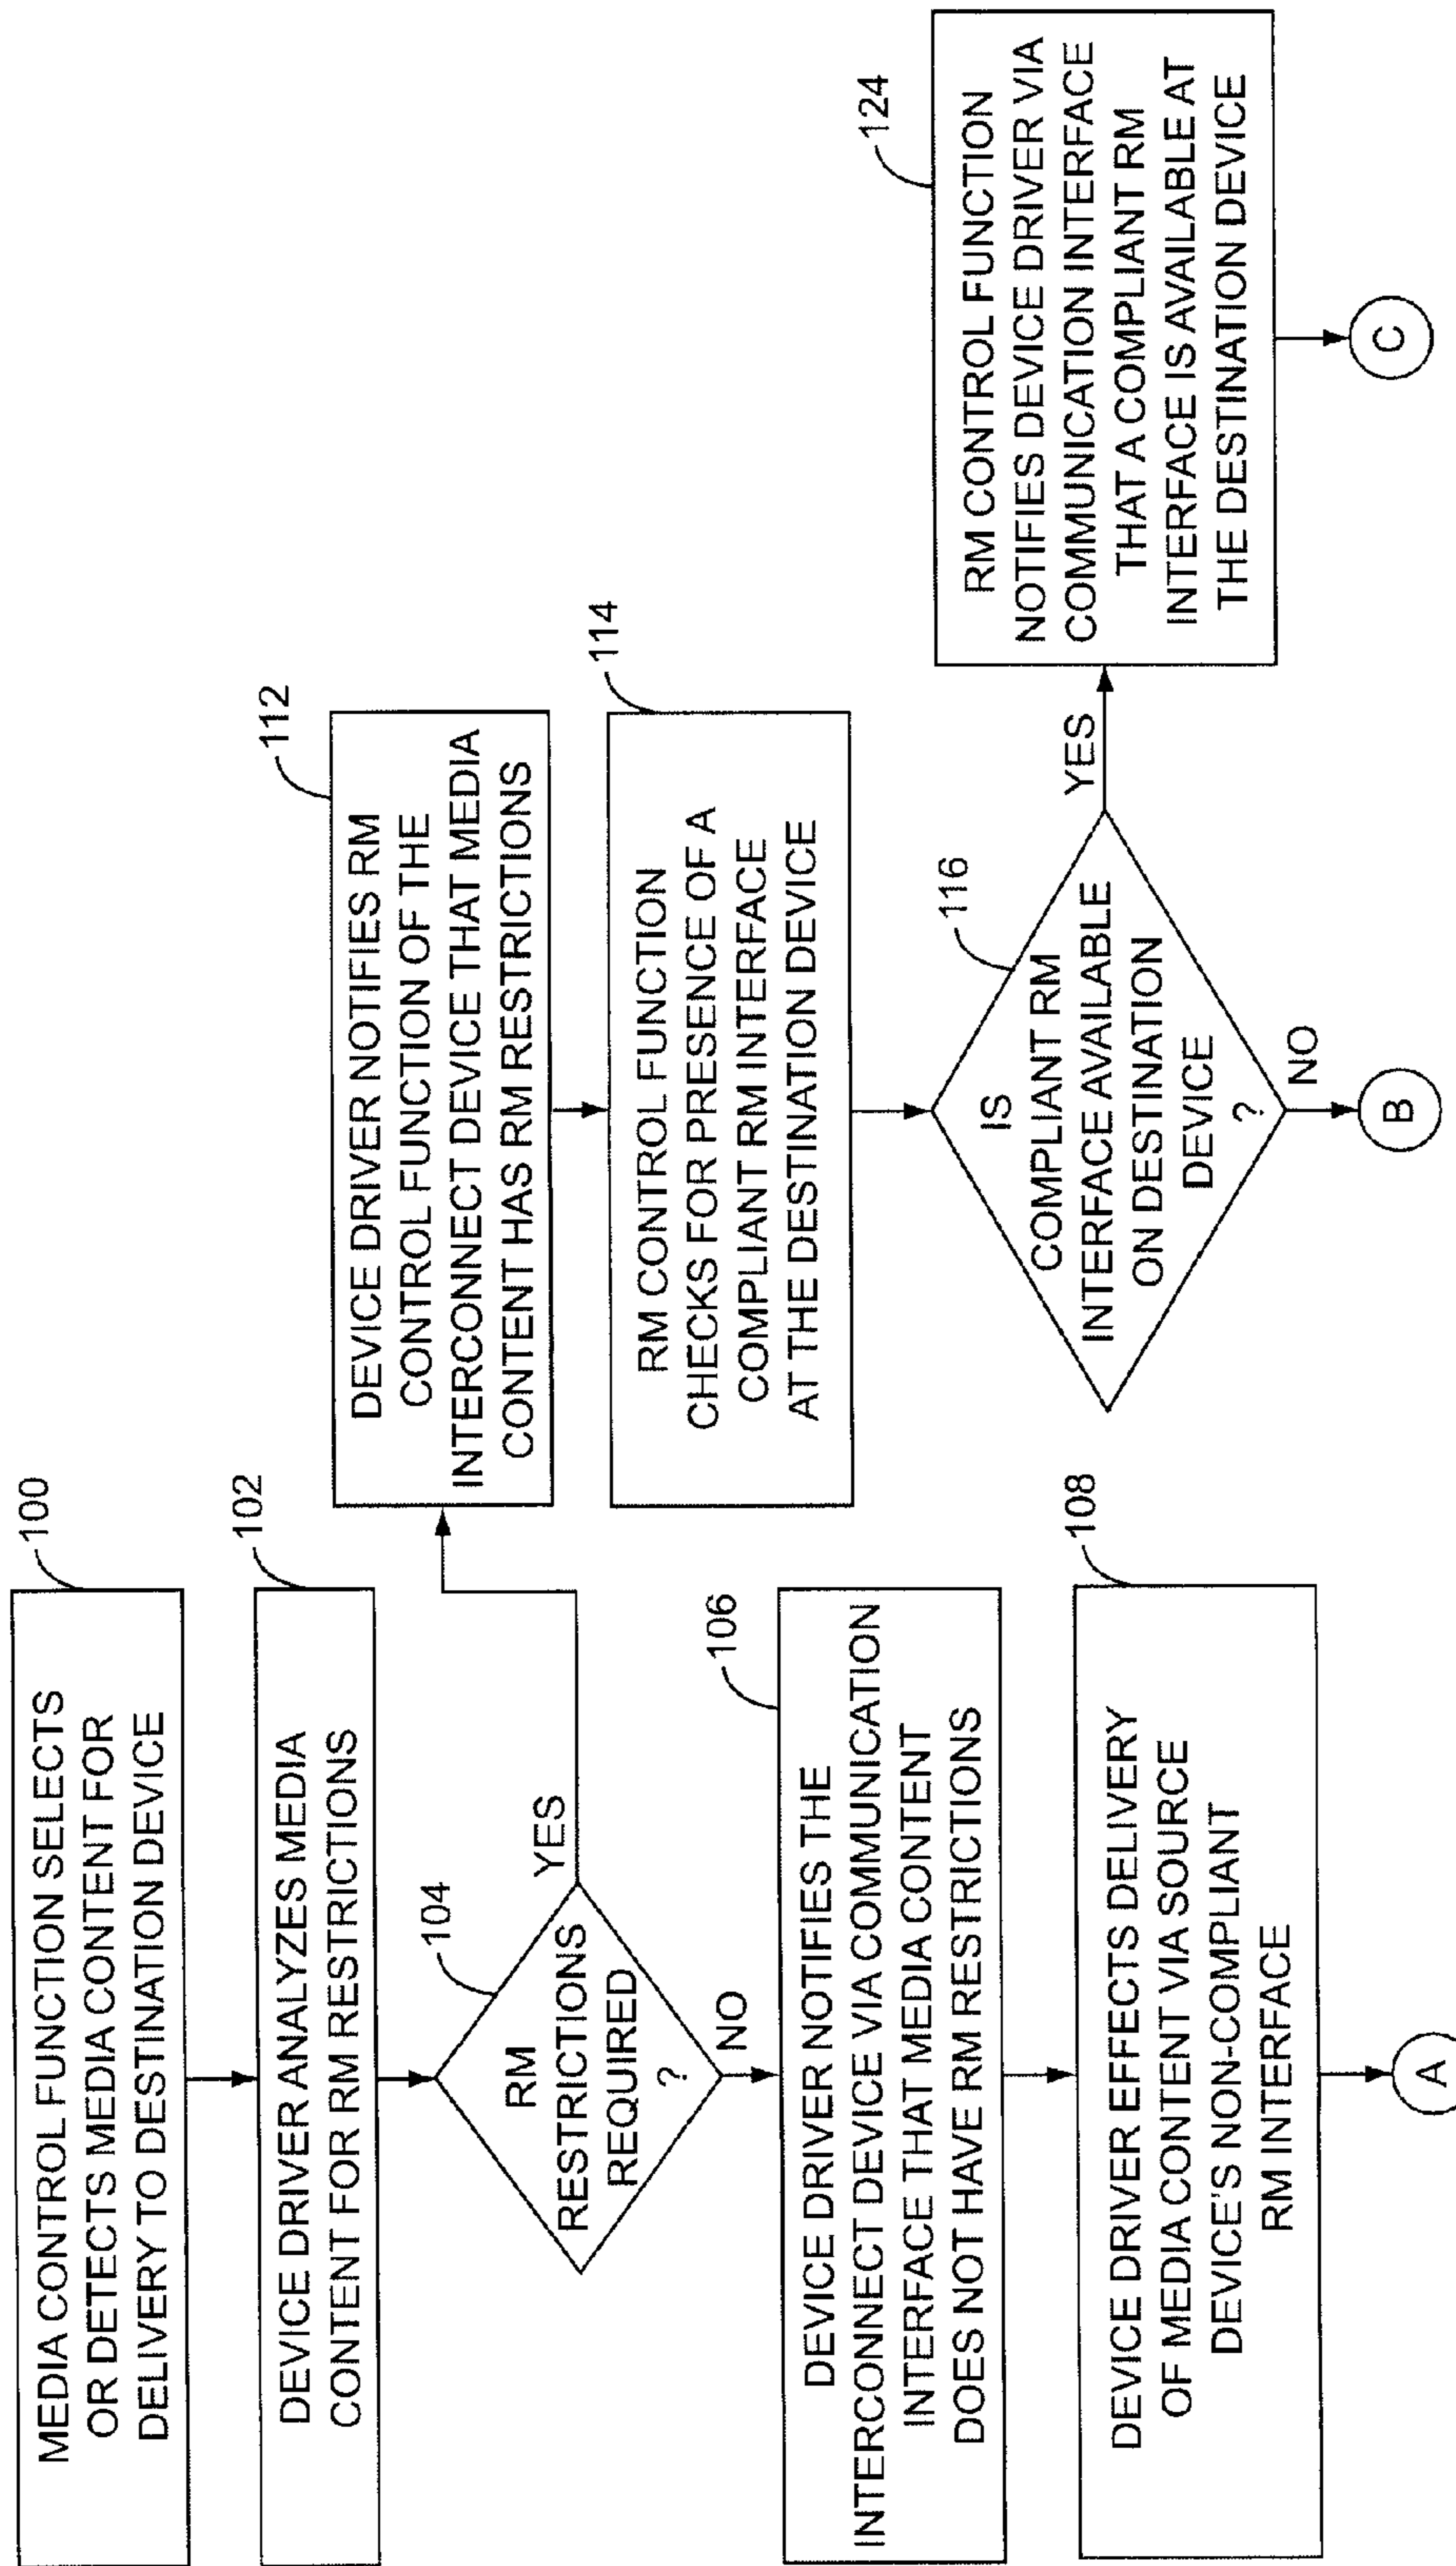 100
MEDIA CONTROL FUNCTION SELECTS
OR DETECTS MEDIA CONTENT FOR
DELIVERY TO DESTINATION DEVICE
102
DEVICE DRIVER ANALYZES MEDIA
CONTENT FOR RM RESTRICTIONS
104
RM
RESTRICTIONS
REQUIRED
?
YES
NO
106
DEVICE DRIVER NOTIFIES THE
INTERCONNECT DEVICE VIA COMMUNICATION
INTERFACE THAT MEDIA CONTENT
DOES NOT HAVE RM RESTRICTIONS
108
DEVICE DRIVER EFFECTS DELIVERY
OF MEDIA CONTENT VIA SOURCE
DEVICE'S NON-COMPLIANT
RM INTERFACE
A
112
DEVICE DRIVER NOTIFIES RM
CONTROL FUNCTION OF THE
INTERCONNECT DEVICE THAT MEDIA
CONTENT HAS RM RESTRICTIONS
114
RM CONTROL FUNCTION
CHECKS FOR PRESENCE OF A
COMPLIANT RM INTERFACE
AT THE DESTINATION DEVICE
116
IS
COMPLIANT RM
INTERFACE AVAILABLE
ON DESTINATION
DEVICE
?
YES
NO
B
124
RM CONTROL FUNCTION
NOTIFIES DEVICE DRIVER VIA
COMMUNICATION INTERFACE
THAT A COMPLIANT RM
INTERFACE IS AVAILABLE AT
THE DESTINATION DEVICE
C